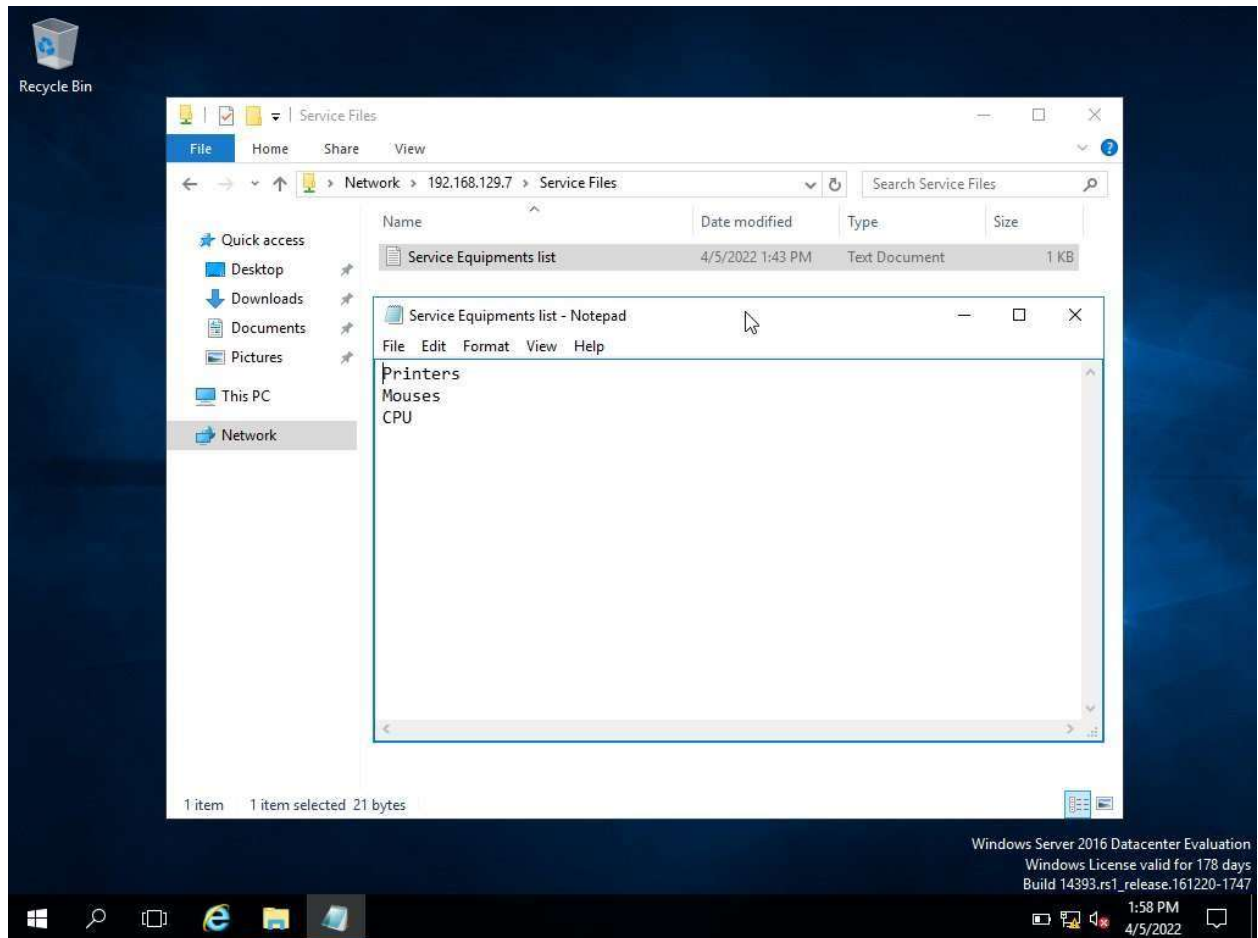 Recycle Bin
Service Files
File Home Share View
Network > 192.168.129.7 > Service Files
Search Service Files
Name Date modified Type Size
Quick access
Desktop
Downloads
Documents
Pictures
This PC
Network
Service Equipments list 4/5/2022 1:43 PM Text Document 1 KB
Service Equipments list - Notepad
File Edit Format View Help
Printers
Mouses
CPU
1 item 1 item selected 21 bytes
Windows Server 2016 Datacenter Evaluation
Windows License valid for 178 days
Build 14393.rs1_release.161220-1747
1:58 PM
4/5/2022